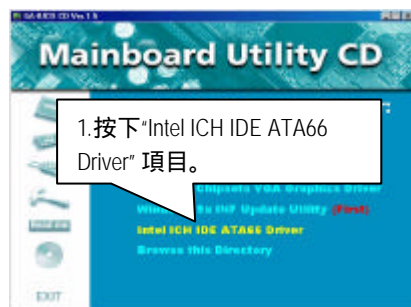 Mainboard Utility CD
1.按下“Intel ICH IDE ATA66
Driver” 項目。
Chipsets VGA Graphics Driver
INF Update Utility (First)
Intel ICH IDE ATA66 Driver
Browse this Directory
EXIT